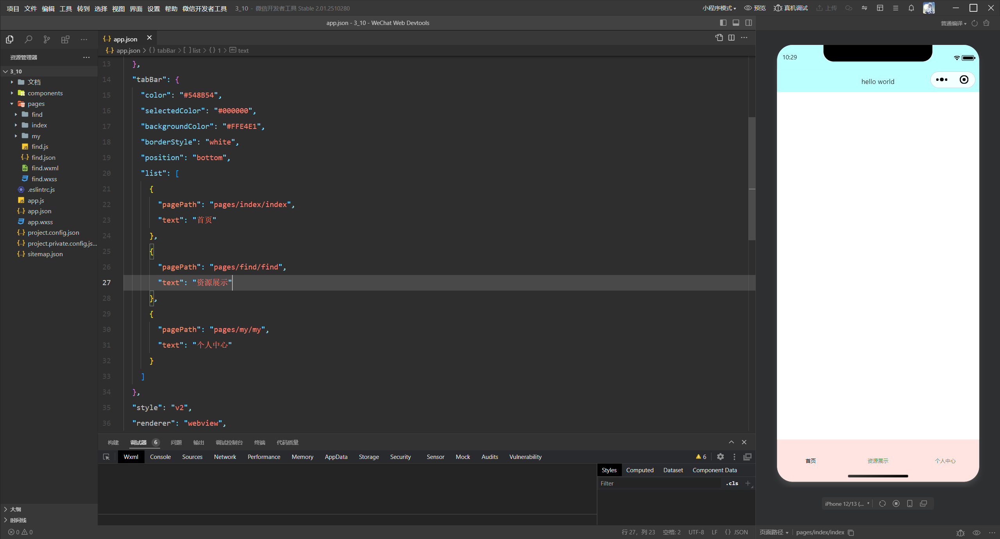 项目 文件 编辑 工具 转到 选择 视图 界面 设置 帮助 微信开发者工具 3_10 - 微信开发者工具 Stable 2.01.2510280
小程序模式 预览 真机调试 上传
app.json - 3_10 - WeChat Web Devtools
普通编译
资源管理器
3_10
文档
components
pages
find
index
my
find.js
find.json
find.wxml
find.wxss
.eslintrc.js
app.js
app.json
app.wxss
project.config.json
project.private.config.js...
sitemap.json
大纲
时间线
app.json
app.json > {} tabBar > [ ] list > {} 1 > text
13 },
14 "tabBar": {
15 "color": "#548B54",
16 "selectedColor": "#000000",
17 "backgroundColor": "#FFE4E1",
18 "borderStyle": "white",
19 "position": "bottom",
20 "list": [
21 {
22 "pagePath": "pages/index/index",
23 "text": "首页"
24 },
25 {
26 "pagePath": "pages/find/find",
27 "text": "资源展示"
28 },
29 {
30 "pagePath": "pages/my/my",
31 "text": "个人中心"
32 }
33 ]
34 },
35 "style": "v2",
36 "renderer": "webview",
构建 调试器 6 问题 输出 调试控制台 终端 代码质量
Wxml Console Sources Network Performance Memory AppData Storage Security Sensor Mock Audits Vulnerability 6
Styles Computed Dataset Component Data
Filter .cls +
10:29
hello world
首页 资源展示 个人中心
iPhone 12/13 (...
0 0
行 27，列 23 空格: 2 UTF-8 LF {} JSON
页面路径 pages/index/index